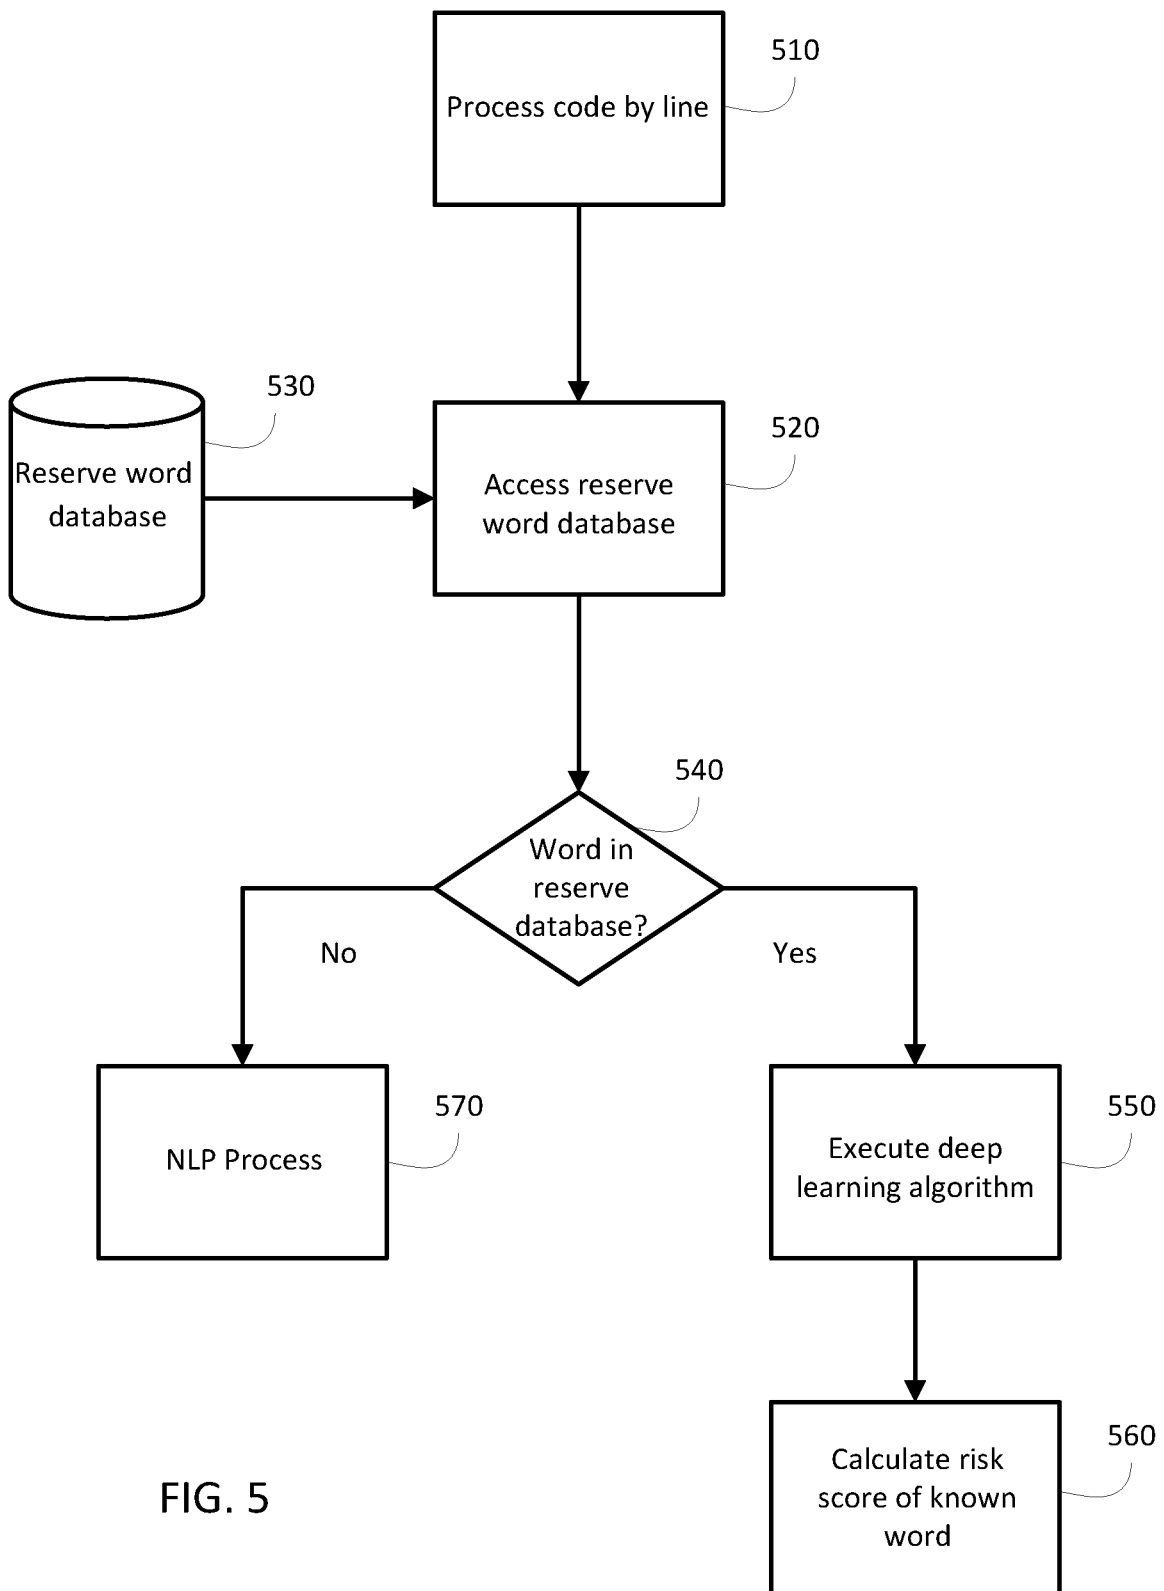 510
Process code by line
530
Reserve word
database
520
Access reserve
word database
540
Word in
reserve
database?
No
Yes
570
NLP Process
550
Execute deep
learning algorithm
560
Calculate risk
score of known
word
FIG. 5